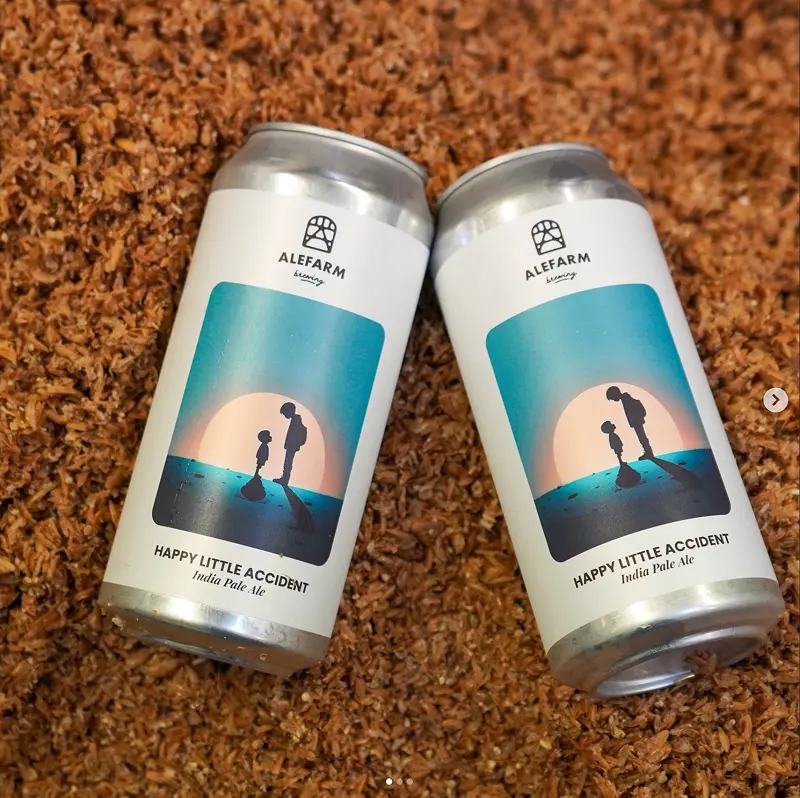 ALEFARM
brewing
HAPPY LITTLE ACCIDENT
India Pale Ale
ALEFARM
brewing
HAPPY LITTLE ACCIDENT
India Pale Ale